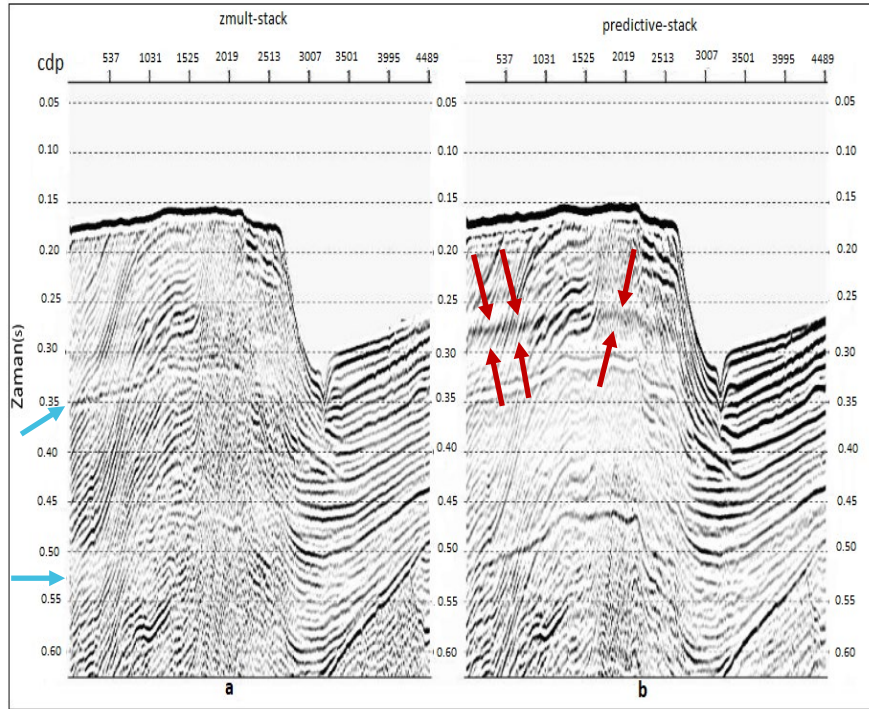 zmult-stack
predictive-stack
cdp 537 1031 1525 2019 2513 3007 3501 3995 4489
537 1031 1525 2019 2513 3007 3501 3995 4489
Zaman(s)
0.05 0.05 0.05
0.10 0.10 0.10
0.15 0.15 0.15
0.20 0.20 0.20
0.25 0.25 0.25
0.30 0.30 0.30
0.35 0.35 0.35
0.40 0.40 0.40
0.45 0.45 0.45
0.50 0.50 0.50
0.55 0.55 0.55
0.60 0.60 0.60
a b